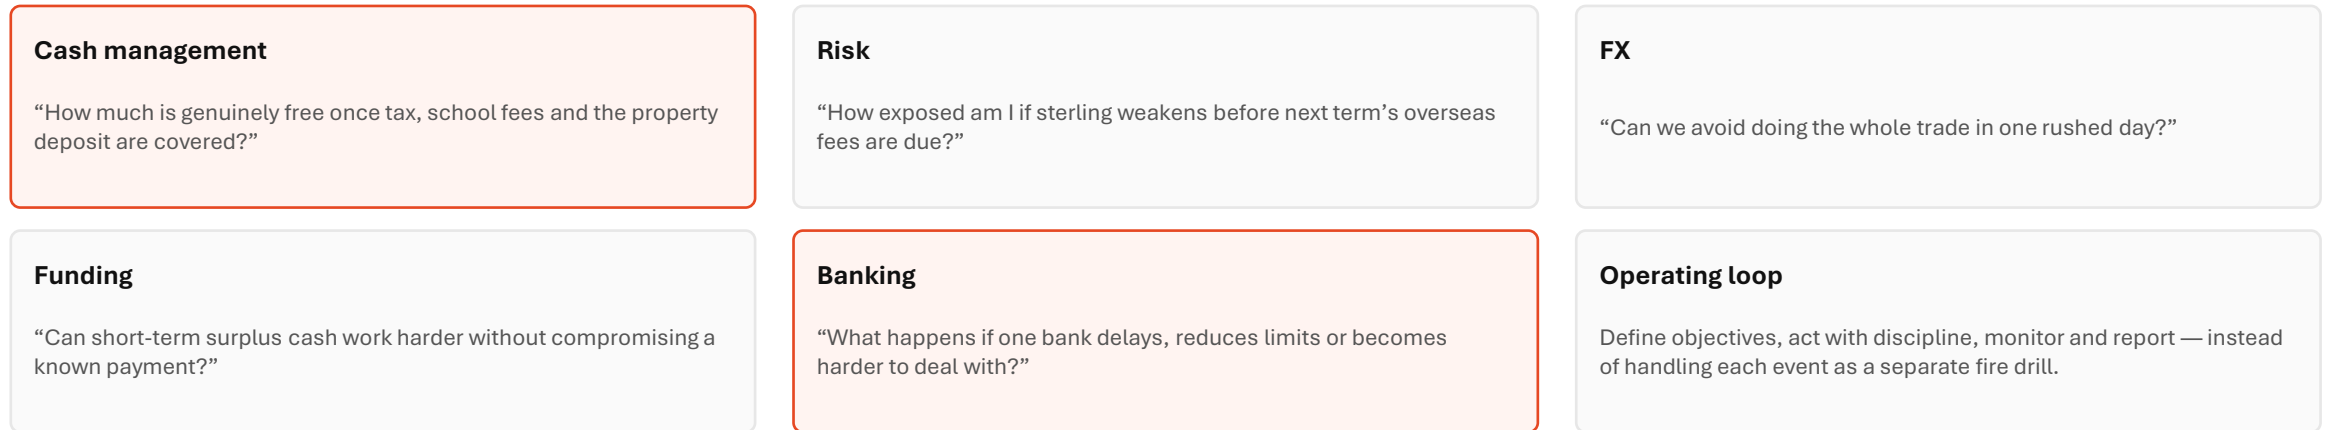 Cash management
“How much is genuinely free once tax, school fees and the property
deposit are covered?”
Risk
“How exposed am I if sterling weakens before next term’s overseas
fees are due?”
FX
“Can we avoid doing the whole trade in one rushed day?”
Funding
“Can short-term surplus cash work harder without compromising a
known payment?”
Banking
“What happens if one bank delays, reduces limits or becomes
harder to deal with?”
Operating loop
Define objectives, act with discipline, monitor and report — instead
of handling each event as a separate fire drill.